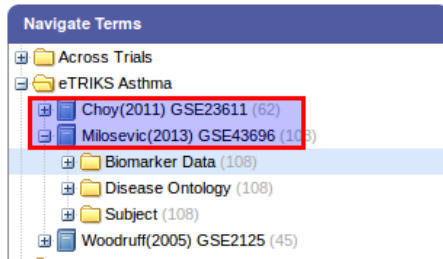 Navigate Terms
Across Trials
eTRIKS Asthma
Choy(2011) GSE23611 (62)
Milosevic(2013) GSE43696 (108)
Biomarker Data (108)
Disease Ontology (108)
Subject (108)
Woodruff(2005) GSE2125 (45)